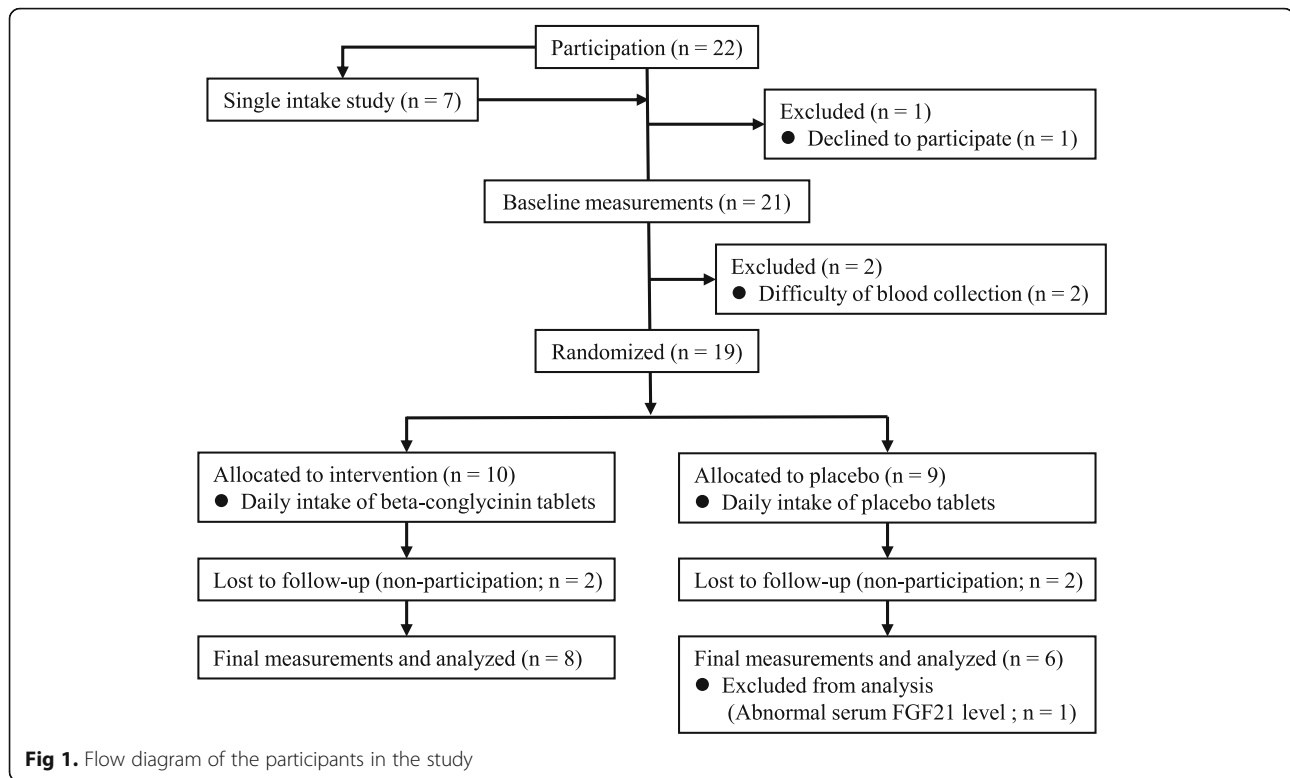 Participation (n = 22)
Single intake study (n = 7)
Excluded (n = 1)
● Declined to participate (n = 1)
Baseline measurements (n = 21)
Excluded (n = 2)
● Difficulty of blood collection (n = 2)
Randomized (n = 19)
Allocated to intervention (n = 10)
● Daily intake of beta-conglycinin tablets
Allocated to placebo (n = 9)
● Daily intake of placebo tablets
Lost to follow-up (non-participation; n = 2)
Lost to follow-up (non-participation; n = 2)
Final measurements and analyzed (n = 8)
Final measurements and analyzed (n = 6)
● Excluded from analysis
(Abnormal serum FGF21 level ; n = 1)
Fig 1. Flow diagram of the participants in the study